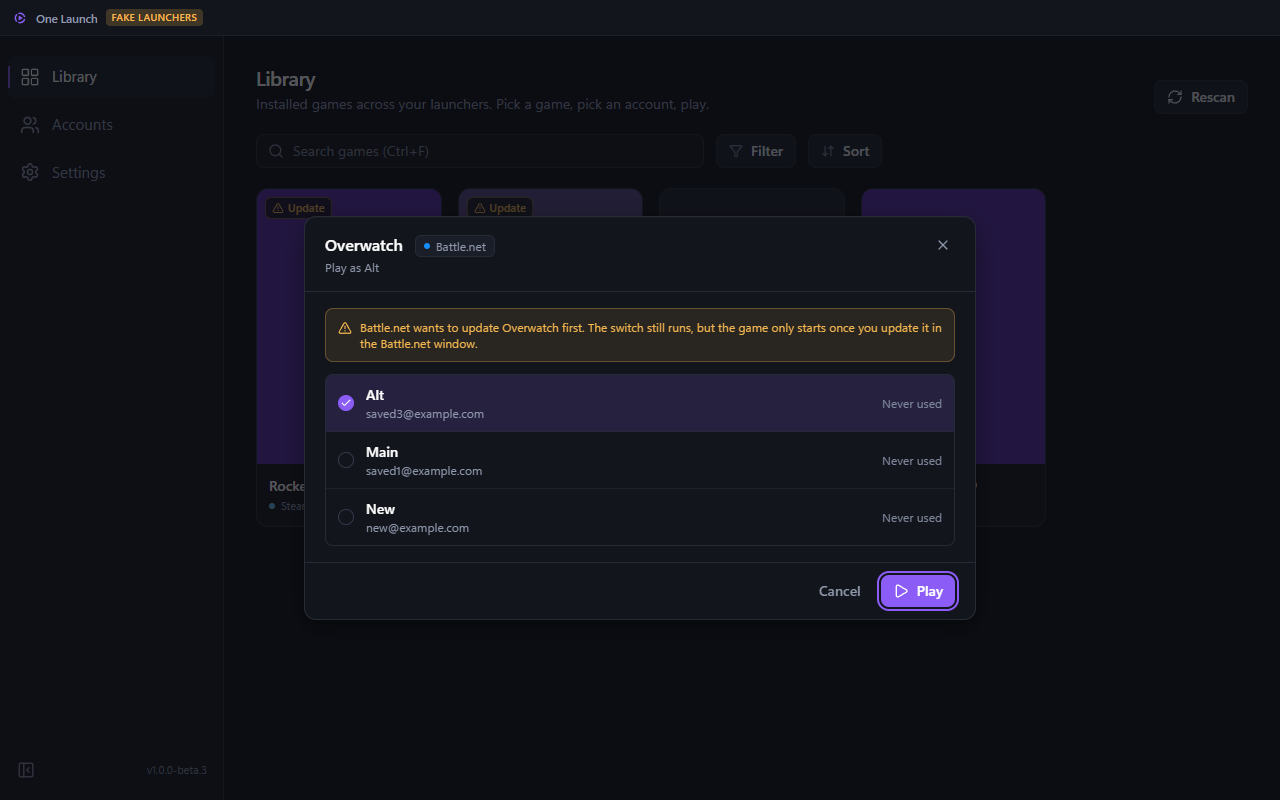 One Launch FAKE LAUNCHERS
Library
Accounts
Settings
Library
Installed games across your launchers. Pick a game, pick an account, play.
Rescan
Search games (Ctrl+F)
Filter
Sort
Update
Update
Overwatch
Battle.net
Play as Alt
Battle.net wants to update Overwatch first. The switch still runs, but the game only starts once you update it in
the Battle.net window.
Alt
saved3@example.com
Never used
Main
saved1@example.com
Never used
New
new@example.com
Never used
Cancel
Play
v1.0.0-beta.3